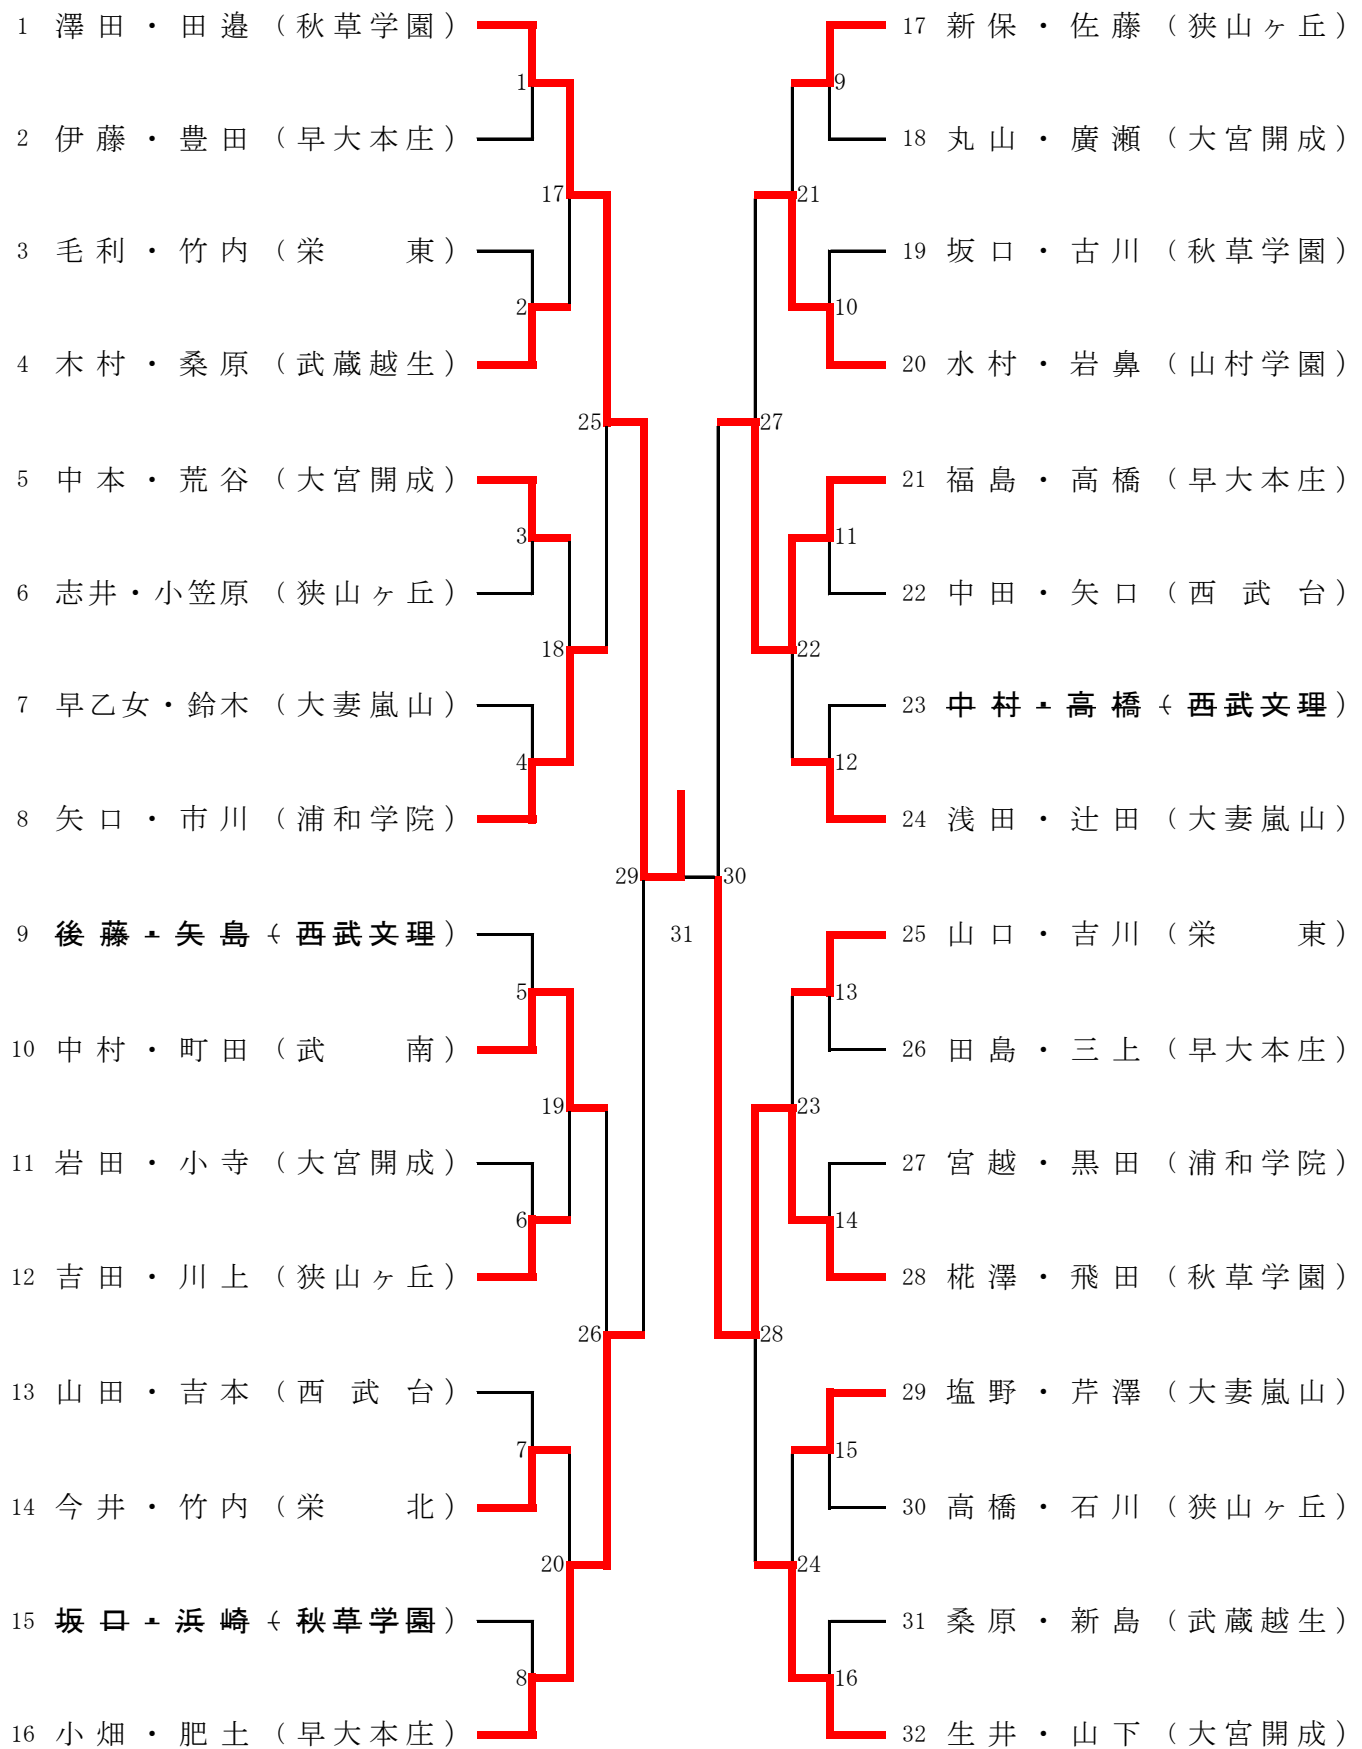 1 澤田・田邉（秋草学園）
2 伊藤・豊田（早大本庄）
3 毛利・竹内（栄　東）
4 木村・桑原（武蔵越生）
5 中本・荒谷（大宮開成）
6 志井・小笠原（狭山ヶ丘）
7 早乙女・鈴木（大妻嵐山）
8 矢口・市川（浦和学院）
9 後藤・矢島（西武文理）
10 中村・町田（武　南）
11 岩田・小寺（大宮開成）
12 吉田・川上（狭山ヶ丘）
13 山田・吉本（西武台）
14 今井・竹内（栄　北）
15 坂口・浜崎（秋草学園）
16 小畑・肥土（早大本庄）
1
2
3
4
5
6
7
8
17
18
19
20
25
26
29
31
30
27
28
21
22
23
24
9
10
11
12
13
14
15
16
17 新保・佐藤（狭山ヶ丘）
18 丸山・廣瀬（大宮開成）
19 坂口・古川（秋草学園）
20 水村・岩鼻（山村学園）
21 福島・高橋（早大本庄）
22 中田・矢口（西武台）
23 中村・高橋（西武文理）
24 浅田・辻田（大妻嵐山）
25 山口・吉川（栄　東）
26 田島・三上（早大本庄）
27 宮越・黒田（浦和学院）
28 椛澤・飛田（秋草学園）
29 塩野・芹澤（大妻嵐山）
30 高橋・石川（狭山ヶ丘）
31 桑原・新島（武蔵越生）
32 生井・山下（大宮開成）